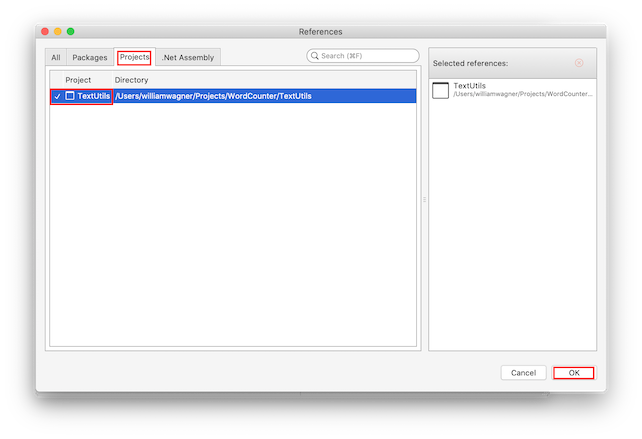 References
All Packages Projects .Net Assembly Search (⌘F)
Project Directory
✓ TextUtils /Users/williamwagner/Projects/WordCounter/TextUtils
Selected references:
TextUtils
/Users/williamwagner/Projects/WordCounter...
Cancel OK